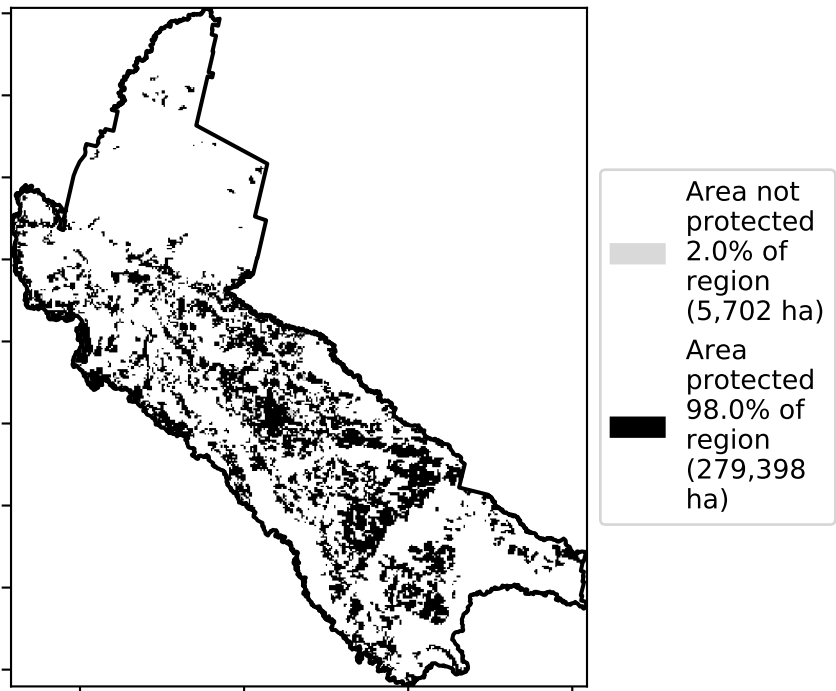 Area not
protected
2.0% of
region
(5,702 ha)
Area
protected
98.0% of
region
(279,398
ha)